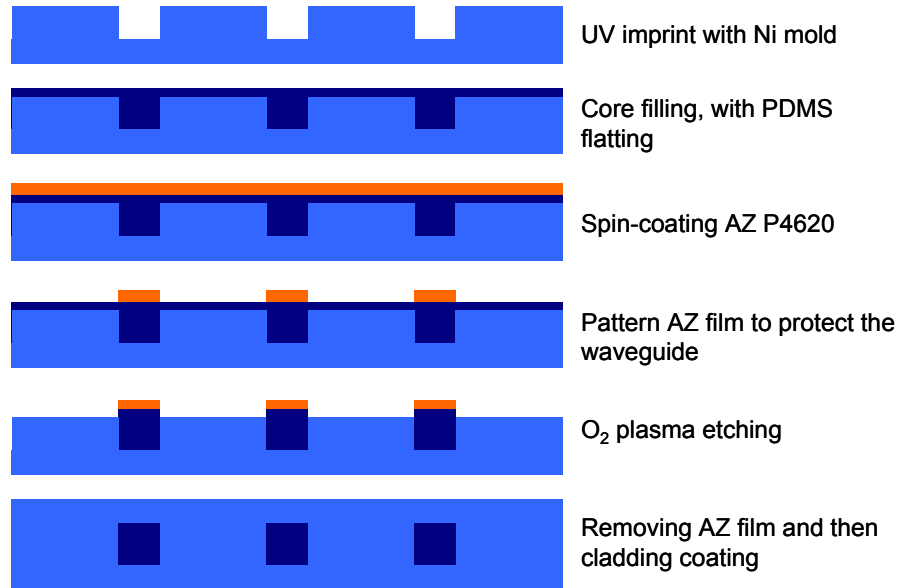 UV imprint with Ni mold
Core filling, with PDMS
flatting
Spin-coating AZ P4620
Pattern AZ film to protect the
waveguide
O₂ plasma etching
Removing AZ film and then
cladding coating